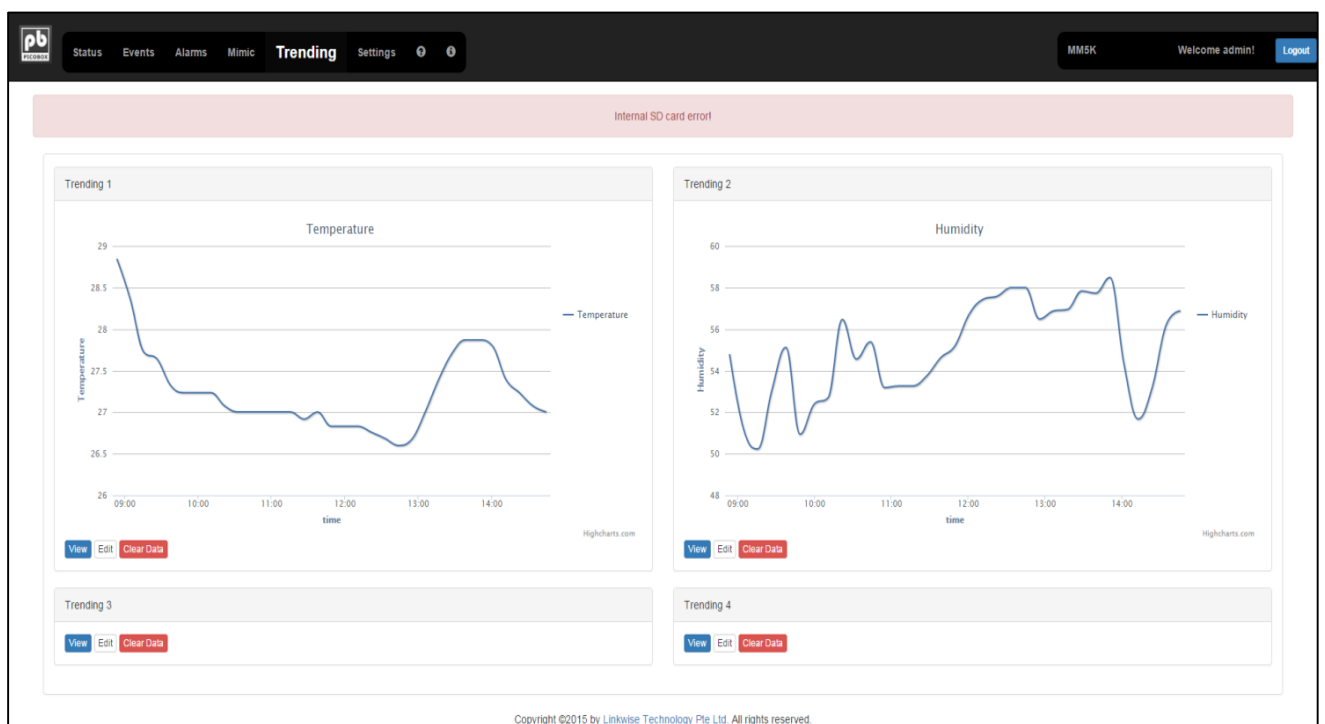 pb
PICOBOX
Status Events Alarms Mimic Trending Settings
MM5K Welcome admin! Logout
Internal SD card error!
Trending 1
Temperature
29
28.5
28
27.5
27
26.5
26
Temperature
09:00 10:00 11:00 12:00 13:00 14:00
time
Temperature
Highcharts.com
View Edit Clear Data
Trending 2
Humidity
60
58
56
54
52
50
48
Humidity
09:00 10:00 11:00 12:00 13:00 14:00
time
Humidity
Highcharts.com
View Edit Clear Data
Trending 3
View Edit Clear Data
Trending 4
View Edit Clear Data
Copyright ©2015 by Linkwise Technology Pte Ltd. All rights reserved.